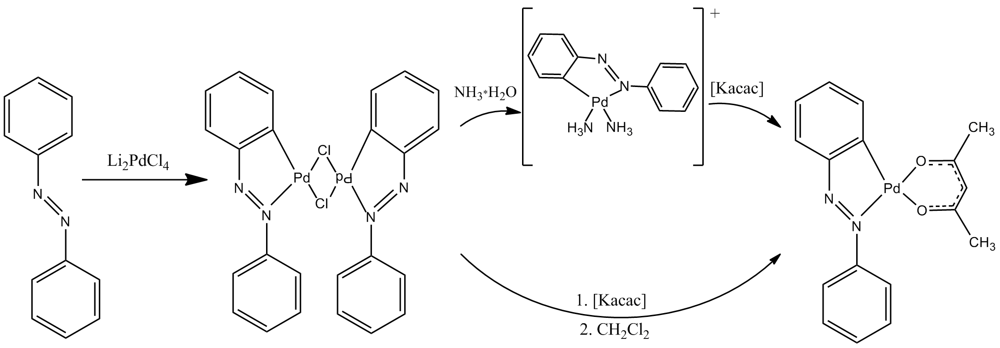 N
N
Li2PdCl4
N
N
Pd
Cl
Cl
Pd
N
N
NH3*H2O
N
N
Pd
H3N
NH3
+
[Kacac]
1. [Kacac]
2. CH2Cl2
N
N
Pd
O
O
CH3
CH3